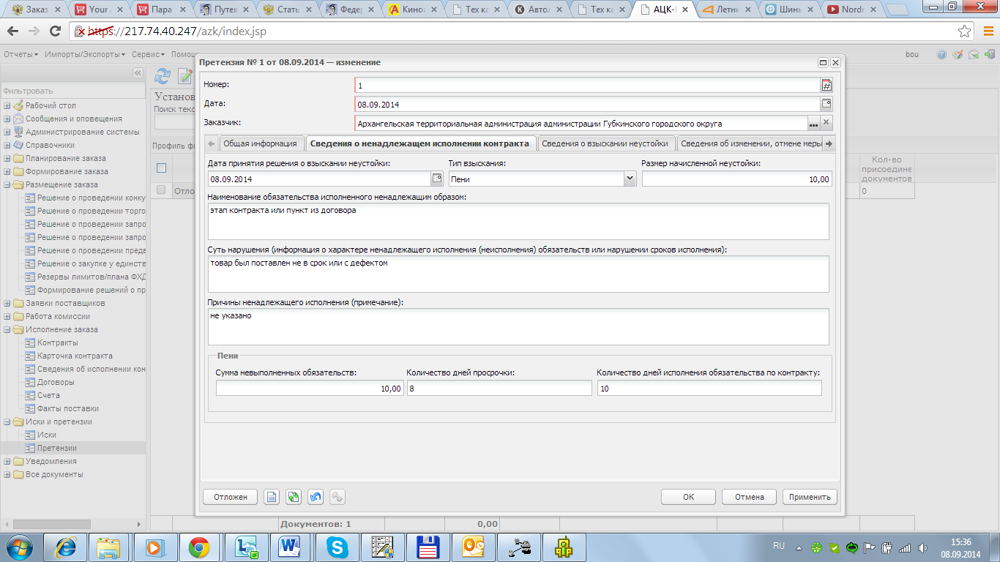 Заказ
Your A
Пара
Путев
Стать
Федер
Кино
Тех ка
Автол
Тех ка
АЦК-
Летни
Шинь
Nordr
https://217.74.40.247/azk/index.jsp
Отчеты Импорты/Экспорты Сервис Помощ
bou
Фильтровать
Рабочий стол
Сообщения и оповещения
Администрирование системы
Справочники
Планирование заказа
Формирование заказа
Размещение заказа
Решение о проведении конку
Решение о проведении торго
Решение о проведении запро
Решение о проведении запро
Решение о проведении предв
Решение о закупке у единств
Резервы лимитов/плана ФХД
Формирование решений о пр
Заявки поставщиков
Работа комиссии
Исполнение заказа
Контракты
Карточка контракта
Сведения об исполнении кон
Договоры
Счета
Факты поставки
Иски и претензии
Иски
Претензии
Уведомления
Все документы
Установ
Поиск текс
Профиль ф
Отло
Кол-во
присоедине
документов
0
Претензия № 1 от 08.09.2014 — изменение
Номер: 1
Дата: 08.09.2014
Заказчик: Архангельская территориальная администрация администрации Губкинского городского округа
Общая информация
Сведения о ненадлежащем исполнении контракта
Сведения о взыскании неустойки
Сведения об изменении, отмене меры
Дата принятия решения о взыскании неустойки: Тип взыскания: Размер начисленной неустойки:
08.09.2014 Пени 10,00
Наименование обязательства исполненного ненадлежащим образом:
этап контракта или пункт из договора
Суть нарушения (информация о характере ненадлежащего исполнения (неисполнения) обязательств или нарушении сроков исполнения):
товар был поставлен не в срок или с дефектом
Причины ненадлежащего исполнения (примечание):
не указано
Пени
Сумма невыполненных обязательств: Количество дней просрочки: Количество дней исполнения обязательства по контракту:
10,00 8 10
Отложен ОК Отмена Применить
Документов: 1 0,00
RU
15:36
08.09.2014